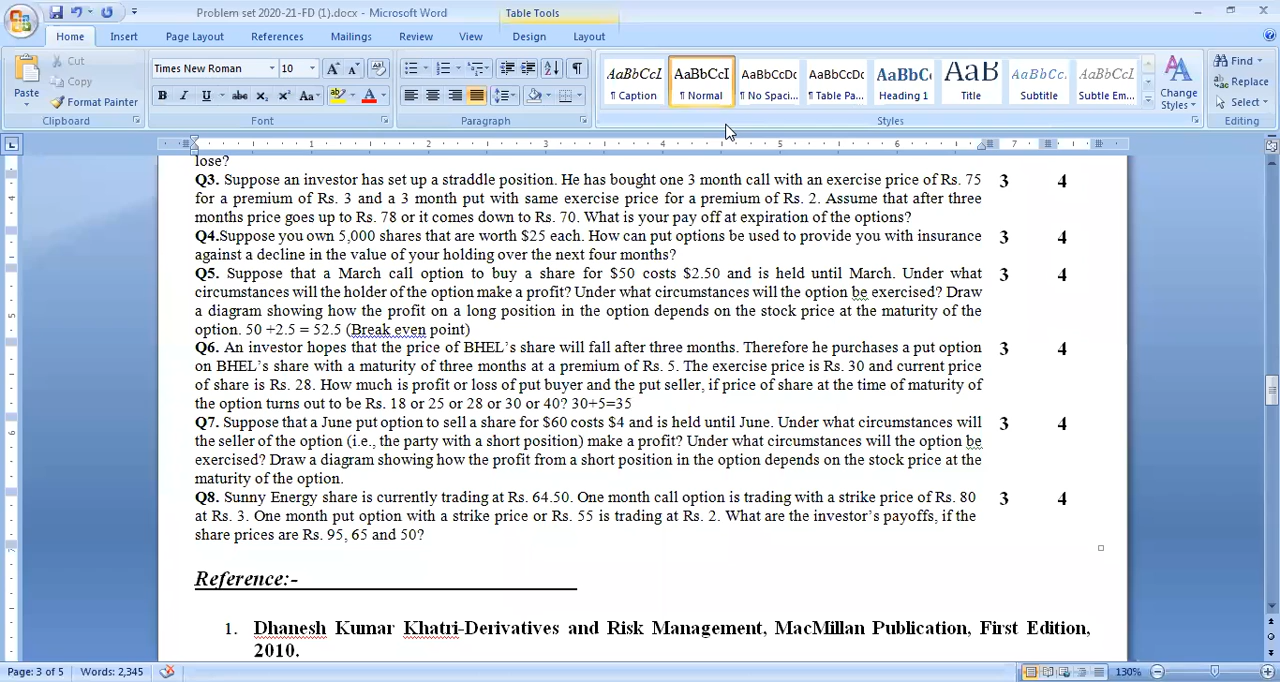 Problem set 2020-21-FD (1).docx - Microsoft Word
Table Tools
Home Insert Page Layout References Mailings Review View Design Layout
Cut
Copy
Format Painter
Paste
Clipboard
Times New Roman 10
Font
Paragraph
AaBbCcI AaBbCcI AaBbCcDc AaBbCcDc AaBbC AaB AaBbCcI AaBbCcI
¶ Caption ¶ Normal ¶ No Spaci... ¶ Table Pa... Heading 1 Title Subtitle Subtle Em...
Change Styles
Styles
Find
Replace
Select
Editing
1 2 3 4 5 6 7
lose?
Q3. Suppose an investor has set up a straddle position. He has bought one 3 month call with an exercise price of Rs. 75 3 4
for a premium of Rs. 3 and a 3 month put with same exercise price for a premium of Rs. 2. Assume that after three
months price goes up to Rs. 78 or it comes down to Rs. 70. What is your pay off at expiration of the options?
Q4.Suppose you own 5,000 shares that are worth $25 each. How can put options be used to provide you with insurance 3 4
against a decline in the value of your holding over the next four months?
Q5. Suppose that a March call option to buy a share for $50 costs $2.50 and is held until March. Under what 3 4
circumstances will the holder of the option make a profit? Under what circumstances will the option be exercised? Draw
a diagram showing how the profit on a long position in the option depends on the stock price at the maturity of the
option. 50 +2.5 = 52.5 (Break even point)
Q6. An investor hopes that the price of BHEL’s share will fall after three months. Therefore he purchases a put option 3 4
on BHEL’s share with a maturity of three months at a premium of Rs. 5. The exercise price is Rs. 30 and current price
of share is Rs. 28. How much is profit or loss of put buyer and the put seller, if price of share at the time of maturity of
the option turns out to be Rs. 18 or 25 or 28 or 30 or 40? 30+5=35
Q7. Suppose that a June put option to sell a share for $60 costs $4 and is held until June. Under what circumstances will 3 4
the seller of the option (i.e., the party with a short position) make a profit? Under what circumstances will the option be
exercised? Draw a diagram showing how the profit from a short position in the option depends on the stock price at the
maturity of the option.
Q8. Sunny Energy share is currently trading at Rs. 64.50. One month call option is trading with a strike price of Rs. 80 3 4
at Rs. 3. One month put option with a strike price or Rs. 55 is trading at Rs. 2. What are the investor’s payoffs, if the
share prices are Rs. 95, 65 and 50?
Reference:-
1. Dhanesh Kumar Khatri-Derivatives and Risk Management, MacMillan Publication, First Edition,
2010.
Page: 3 of 5 Words: 2,345 130%